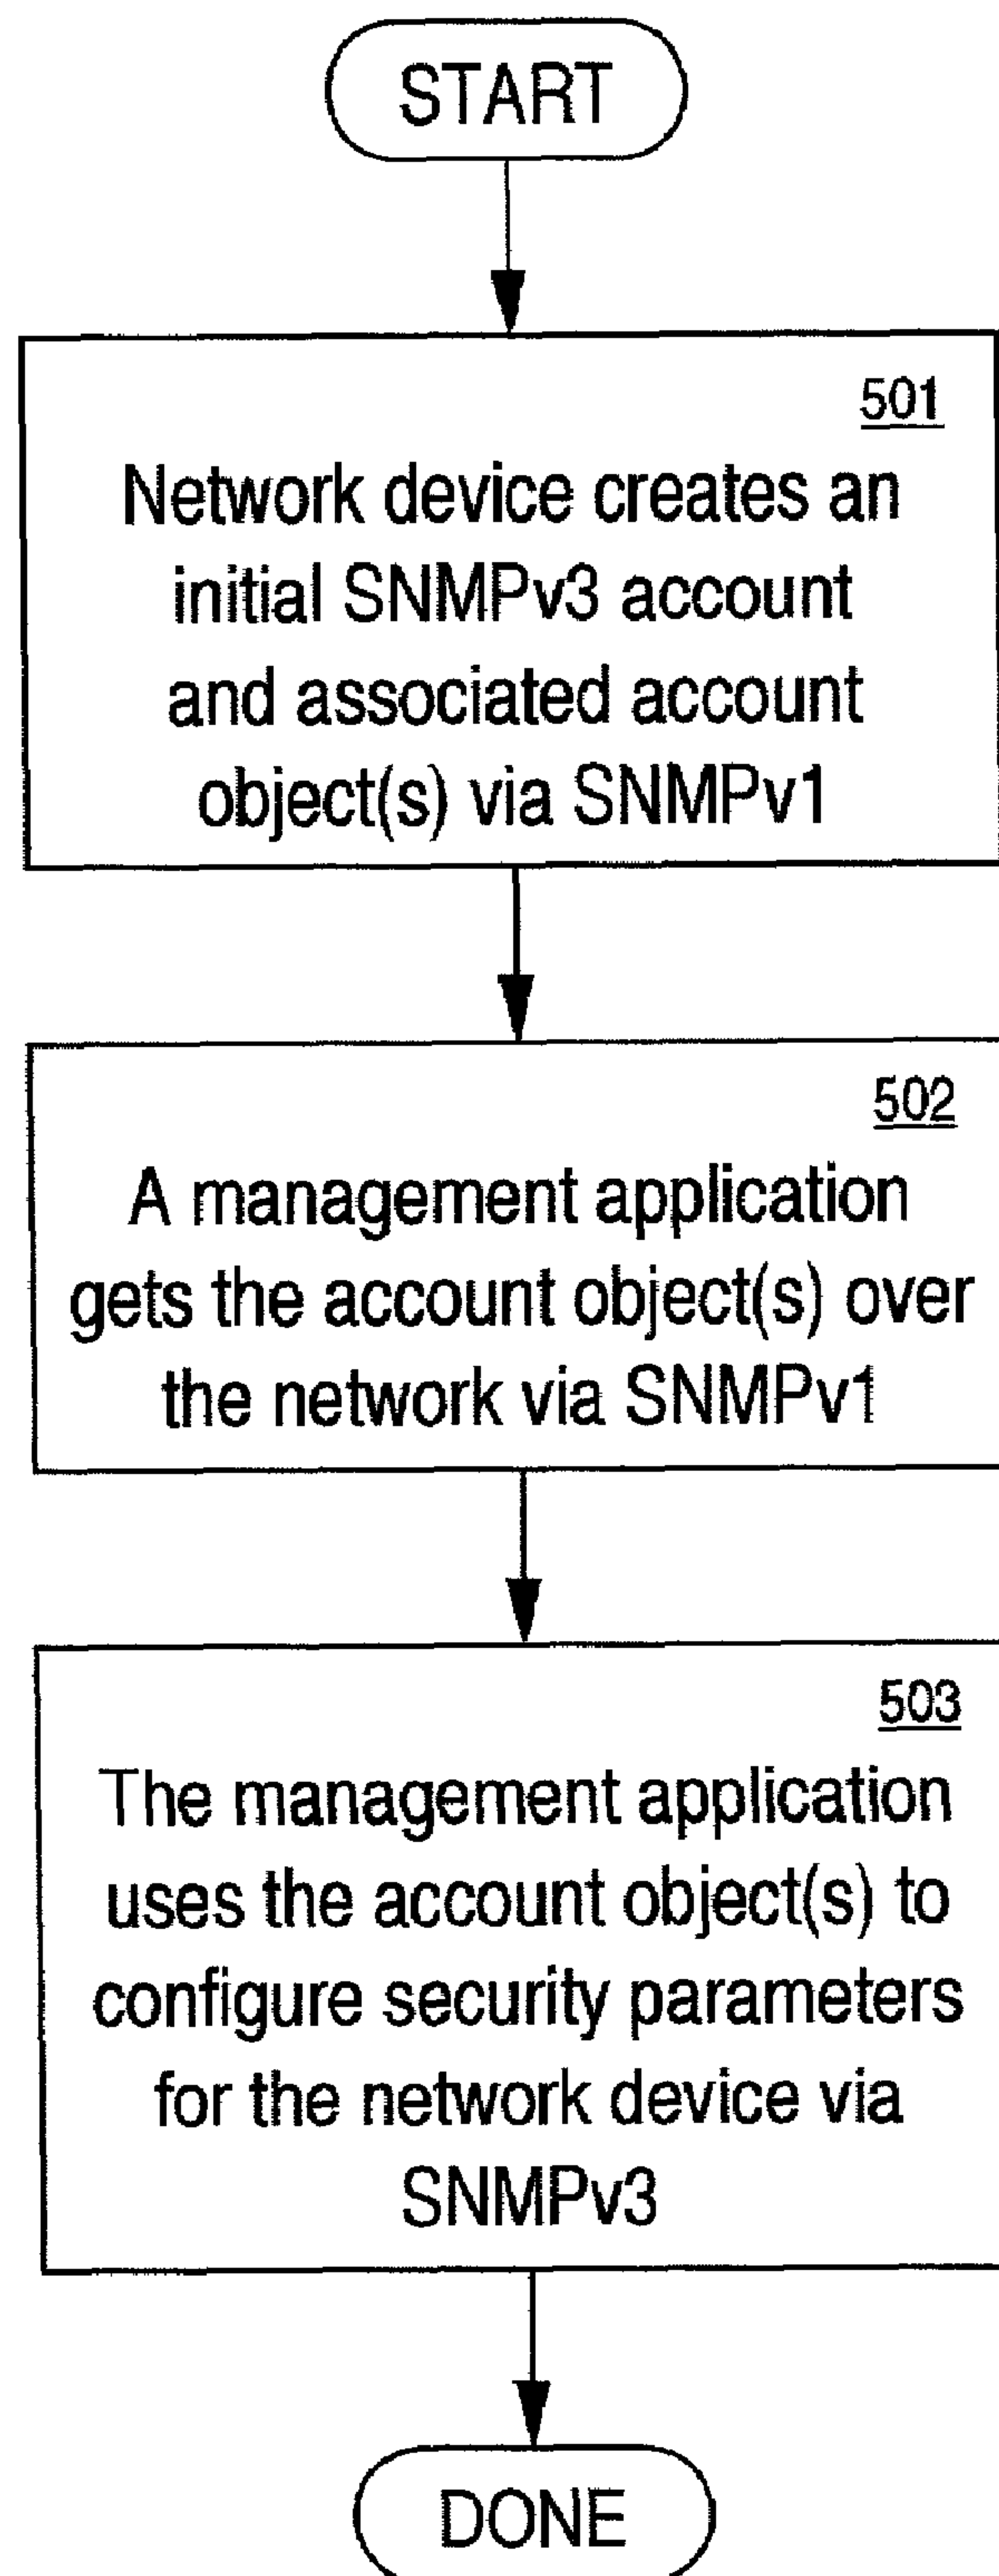 START
501
Network device creates an
initial SNMPv3 account
and associated account
object(s) via SNMPv1
502
A management application
gets the account object(s) over
the network via SNMPv1
503
The management application
uses the account object(s) to
configure security parameters
for the network device via
SNMPv3
DONE